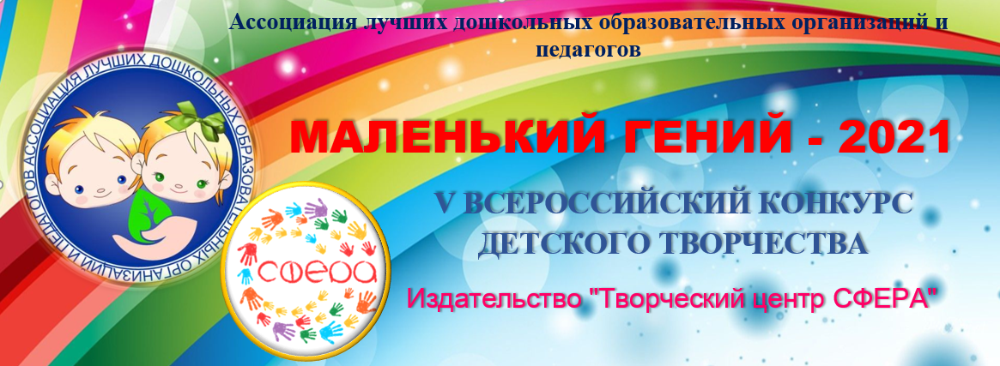 Ассоциация лучших дошкольных образовательных организаций и
педагогов
АССОЦИАЦИЯ ЛУЧШИХ ДОШКОЛЬНЫХ ОБРАЗОВАТЕЛЬНЫХ ОРГАНИЗАЦИЙ И ПЕДАГОГОВ
МАЛЕНЬКИЙ ГЕНИЙ - 2021
V ВСЕРОССИЙСКИЙ КОНКУРС
ДЕТСКОГО ТВОРЧЕСТВА
сфера
Издательство "Творческий центр СФЕРА"